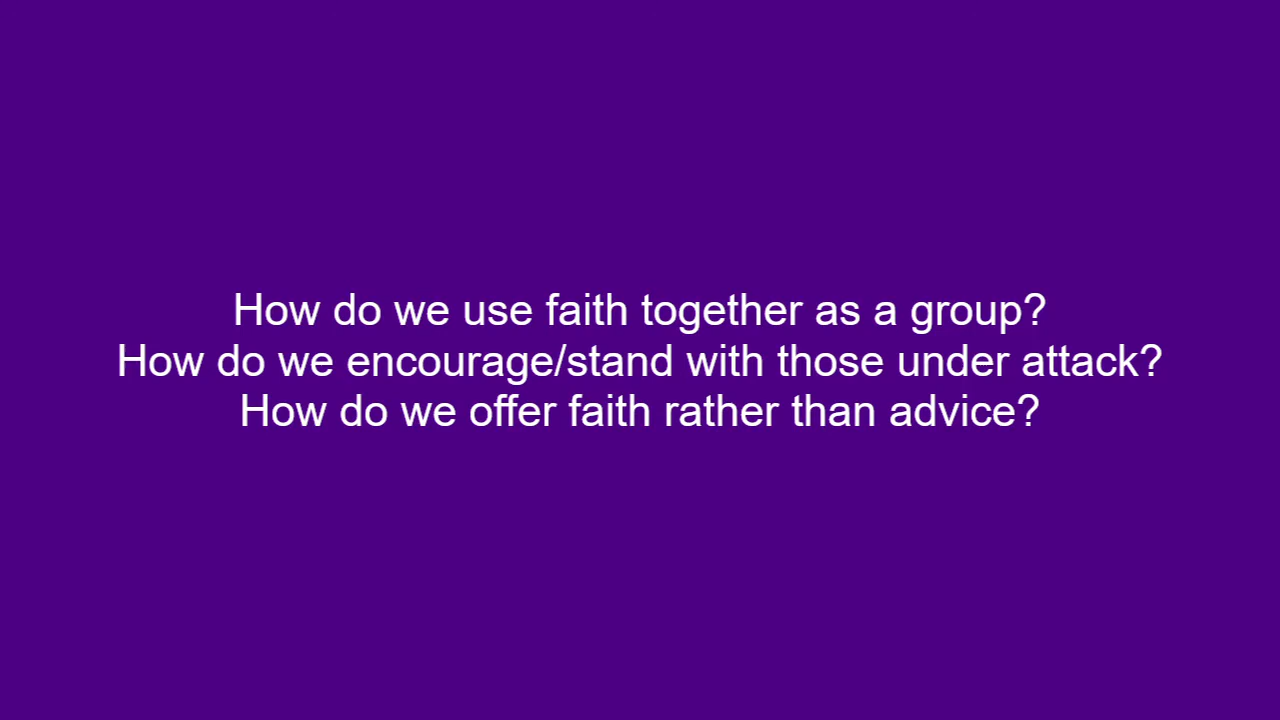 How do we use faith together as a group?
How do we encourage/stand with those under attack?
How do we offer faith rather than advice?